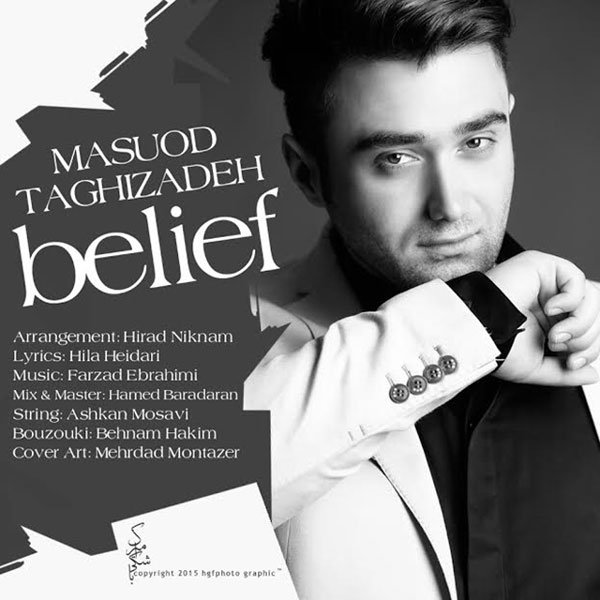 MASUOD
TAGHIZADEH
belief
Arrangement: Hirad Niknam
Lyrics: Hila Heidari
Music: Farzad Ebrahimi
Mix & Master: Hamed Baradaran
String: Ashkan Mosavi
Bouzouki: Behnam Hakim
Cover Art: Mehrdad Montazer
copyright 2015 hgfphoto graphic™